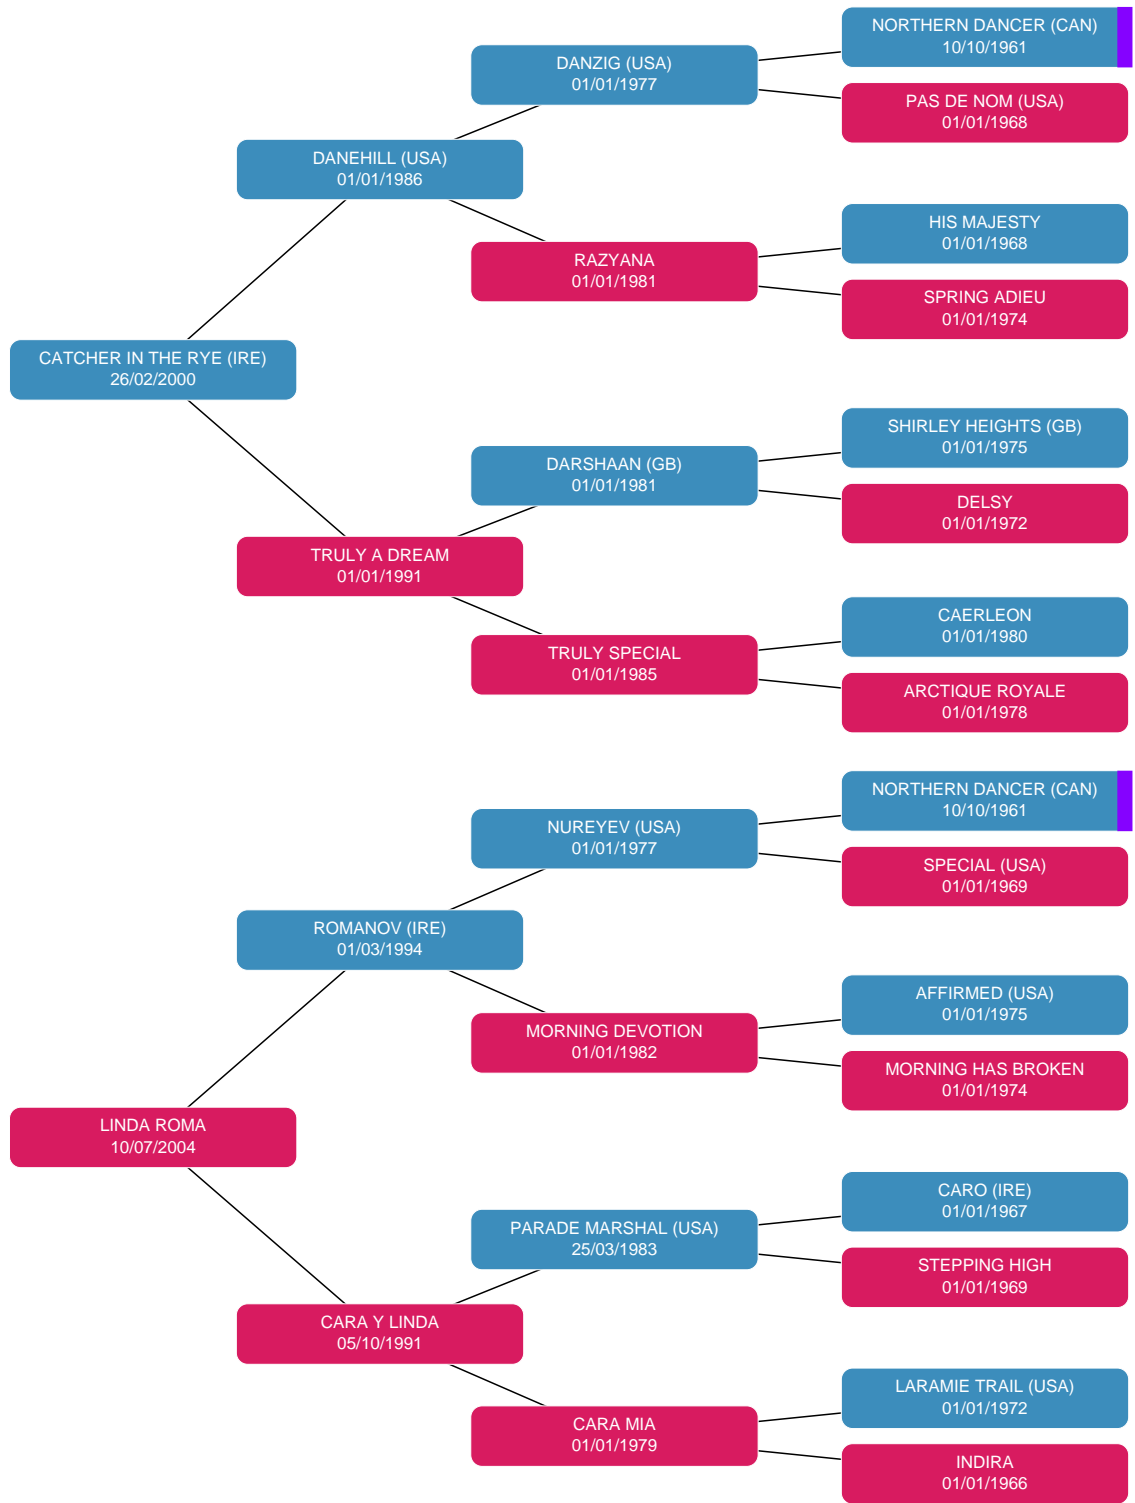 NORTHERN DANCER (CAN)
10/10/1961
DANZIG (USA)
01/01/1977
PAS DE NOM (USA)
01/01/1968
DANEHILL (USA)
01/01/1986
HIS MAJESTY
01/01/1968
RAZYANA
01/01/1981
SPRING ADIEU
01/01/1974
CATCHER IN THE RYE (IRE)
26/02/2000
SHIRLEY HEIGHTS (GB)
01/01/1975
DARSHAAN (GB)
01/01/1981
DELSY
01/01/1972
TRULY A DREAM
01/01/1991
CAERLEON
01/01/1980
TRULY SPECIAL
01/01/1985
ARCTIQUE ROYALE
01/01/1978
NORTHERN DANCER (CAN)
10/10/1961
NUREYEV (USA)
01/01/1977
SPECIAL (USA)
01/01/1969
ROMANOV (IRE)
01/03/1994
AFFIRMED (USA)
01/01/1975
MORNING DEVOTION
01/01/1982
MORNING HAS BROKEN
01/01/1974
LINDA ROMA
10/07/2004
CARO (IRE)
01/01/1967
PARADE MARSHAL (USA)
25/03/1983
STEPPING HIGH
01/01/1969
CARA Y LINDA
05/10/1991
LARAMIE TRAIL (USA)
01/01/1972
CARA MIA
01/01/1979
INDIRA
01/01/1966